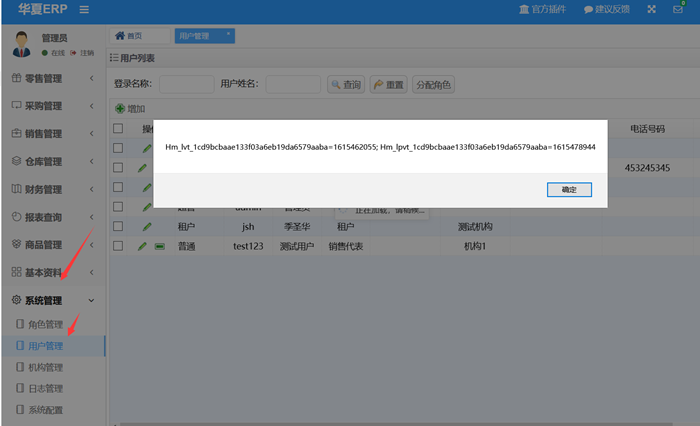 华夏ERP
官方插件
建议反馈
0
管理员
在线 注销
首页
用户管理
用户列表
零售管理
采购管理
销售管理
仓库管理
财务管理
报表查询
商品管理
基本资料
系统管理
角色管理
用户管理
机构管理
日志管理
系统配置
登录名称：
用户姓名：
查询
重置
分配角色
增加
电话号码
Hm_lvt_1cd9bcbaae133f03a6eb19da6579aaba=1615462055; Hm_lpvt_1cd9bcbaae133f03a6eb19da6579aaba=1615478944
确定
453245345
admin 管理员
正在加载，请稍候...
租户 jsh 季圣华 租户 测试机构
普通 test123 测试用户 销售代表 机构1